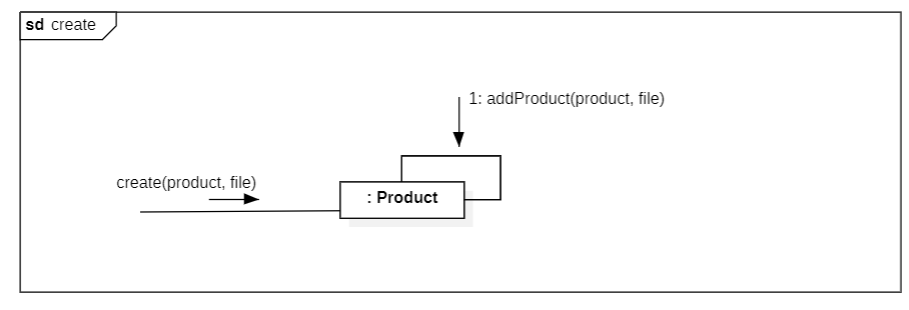 sd create
1: addProduct(product, file)
create(product, file)
: Product